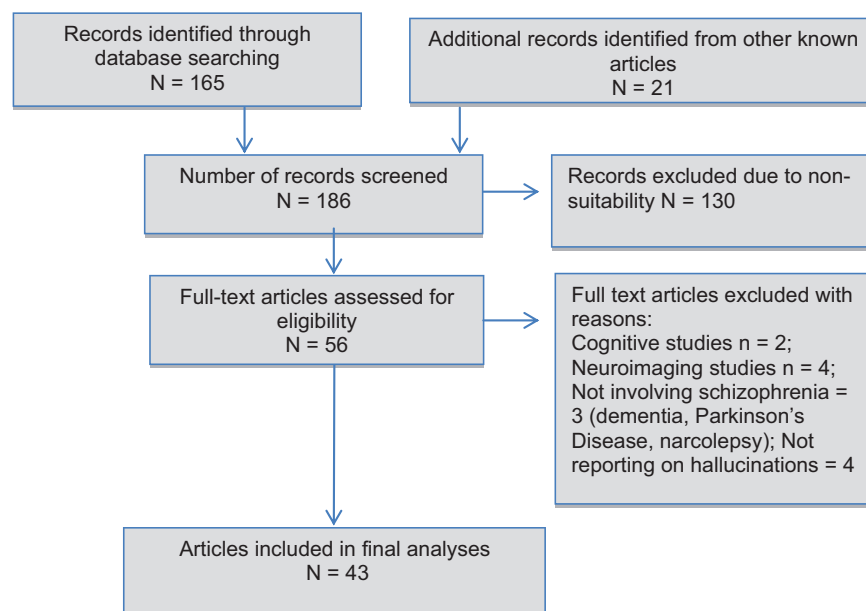 Records identified through
database searching
N = 165
Additional records identified from other known
articles
N = 21
Number of records screened
N = 186
Records excluded due to non-
suitability N = 130
Full-text articles assessed for
eligibility
N = 56
Full text articles excluded with
reasons:
Cognitive studies n = 2;
Neuroimaging studies n = 4;
Not involving schizophrenia =
3 (dementia, Parkinson’s
Disease, narcolepsy); Not
reporting on hallucinations = 4
Articles included in final analyses
N = 43